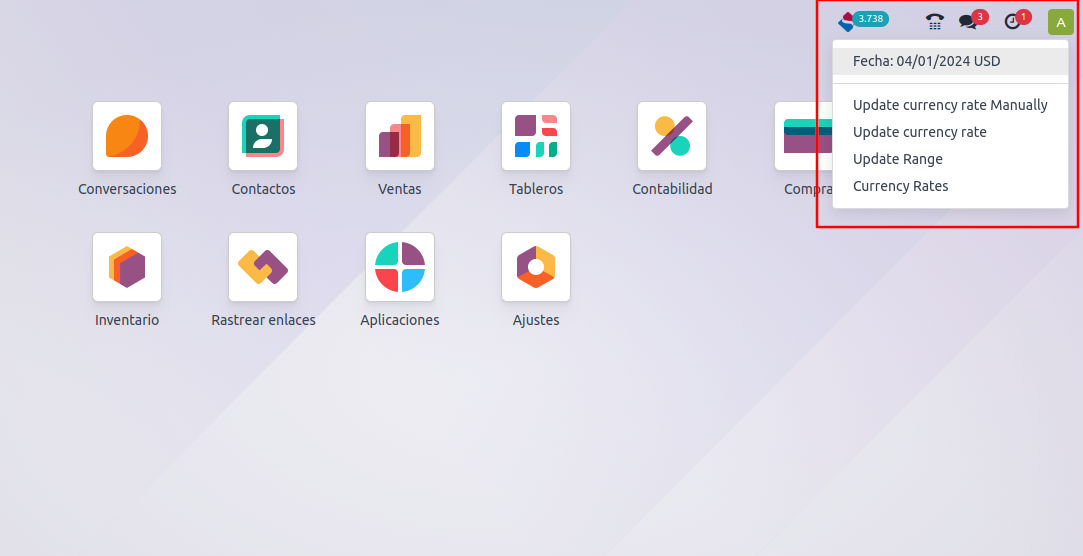 3.738
3
1
A
Fecha: 04/01/2024 USD
Update currency rate Manually
Update currency rate
Update Range
Currency Rates
Conversaciones
Contactos
Ventas
Tableros
Contabilidad
Compra
Inventario
Rastrear enlaces
Aplicaciones
Ajustes